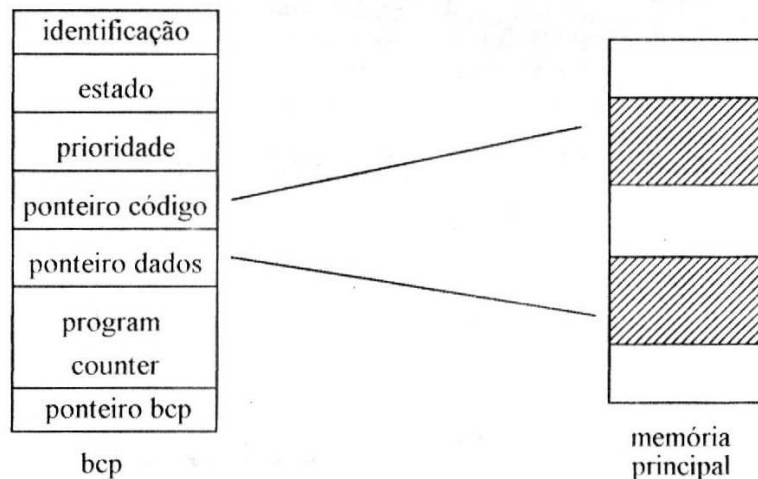 identificação
estado
prioridade
ponteiro código
ponteiro dados
program
counter
ponteiro bcp
bcp
memória
principal